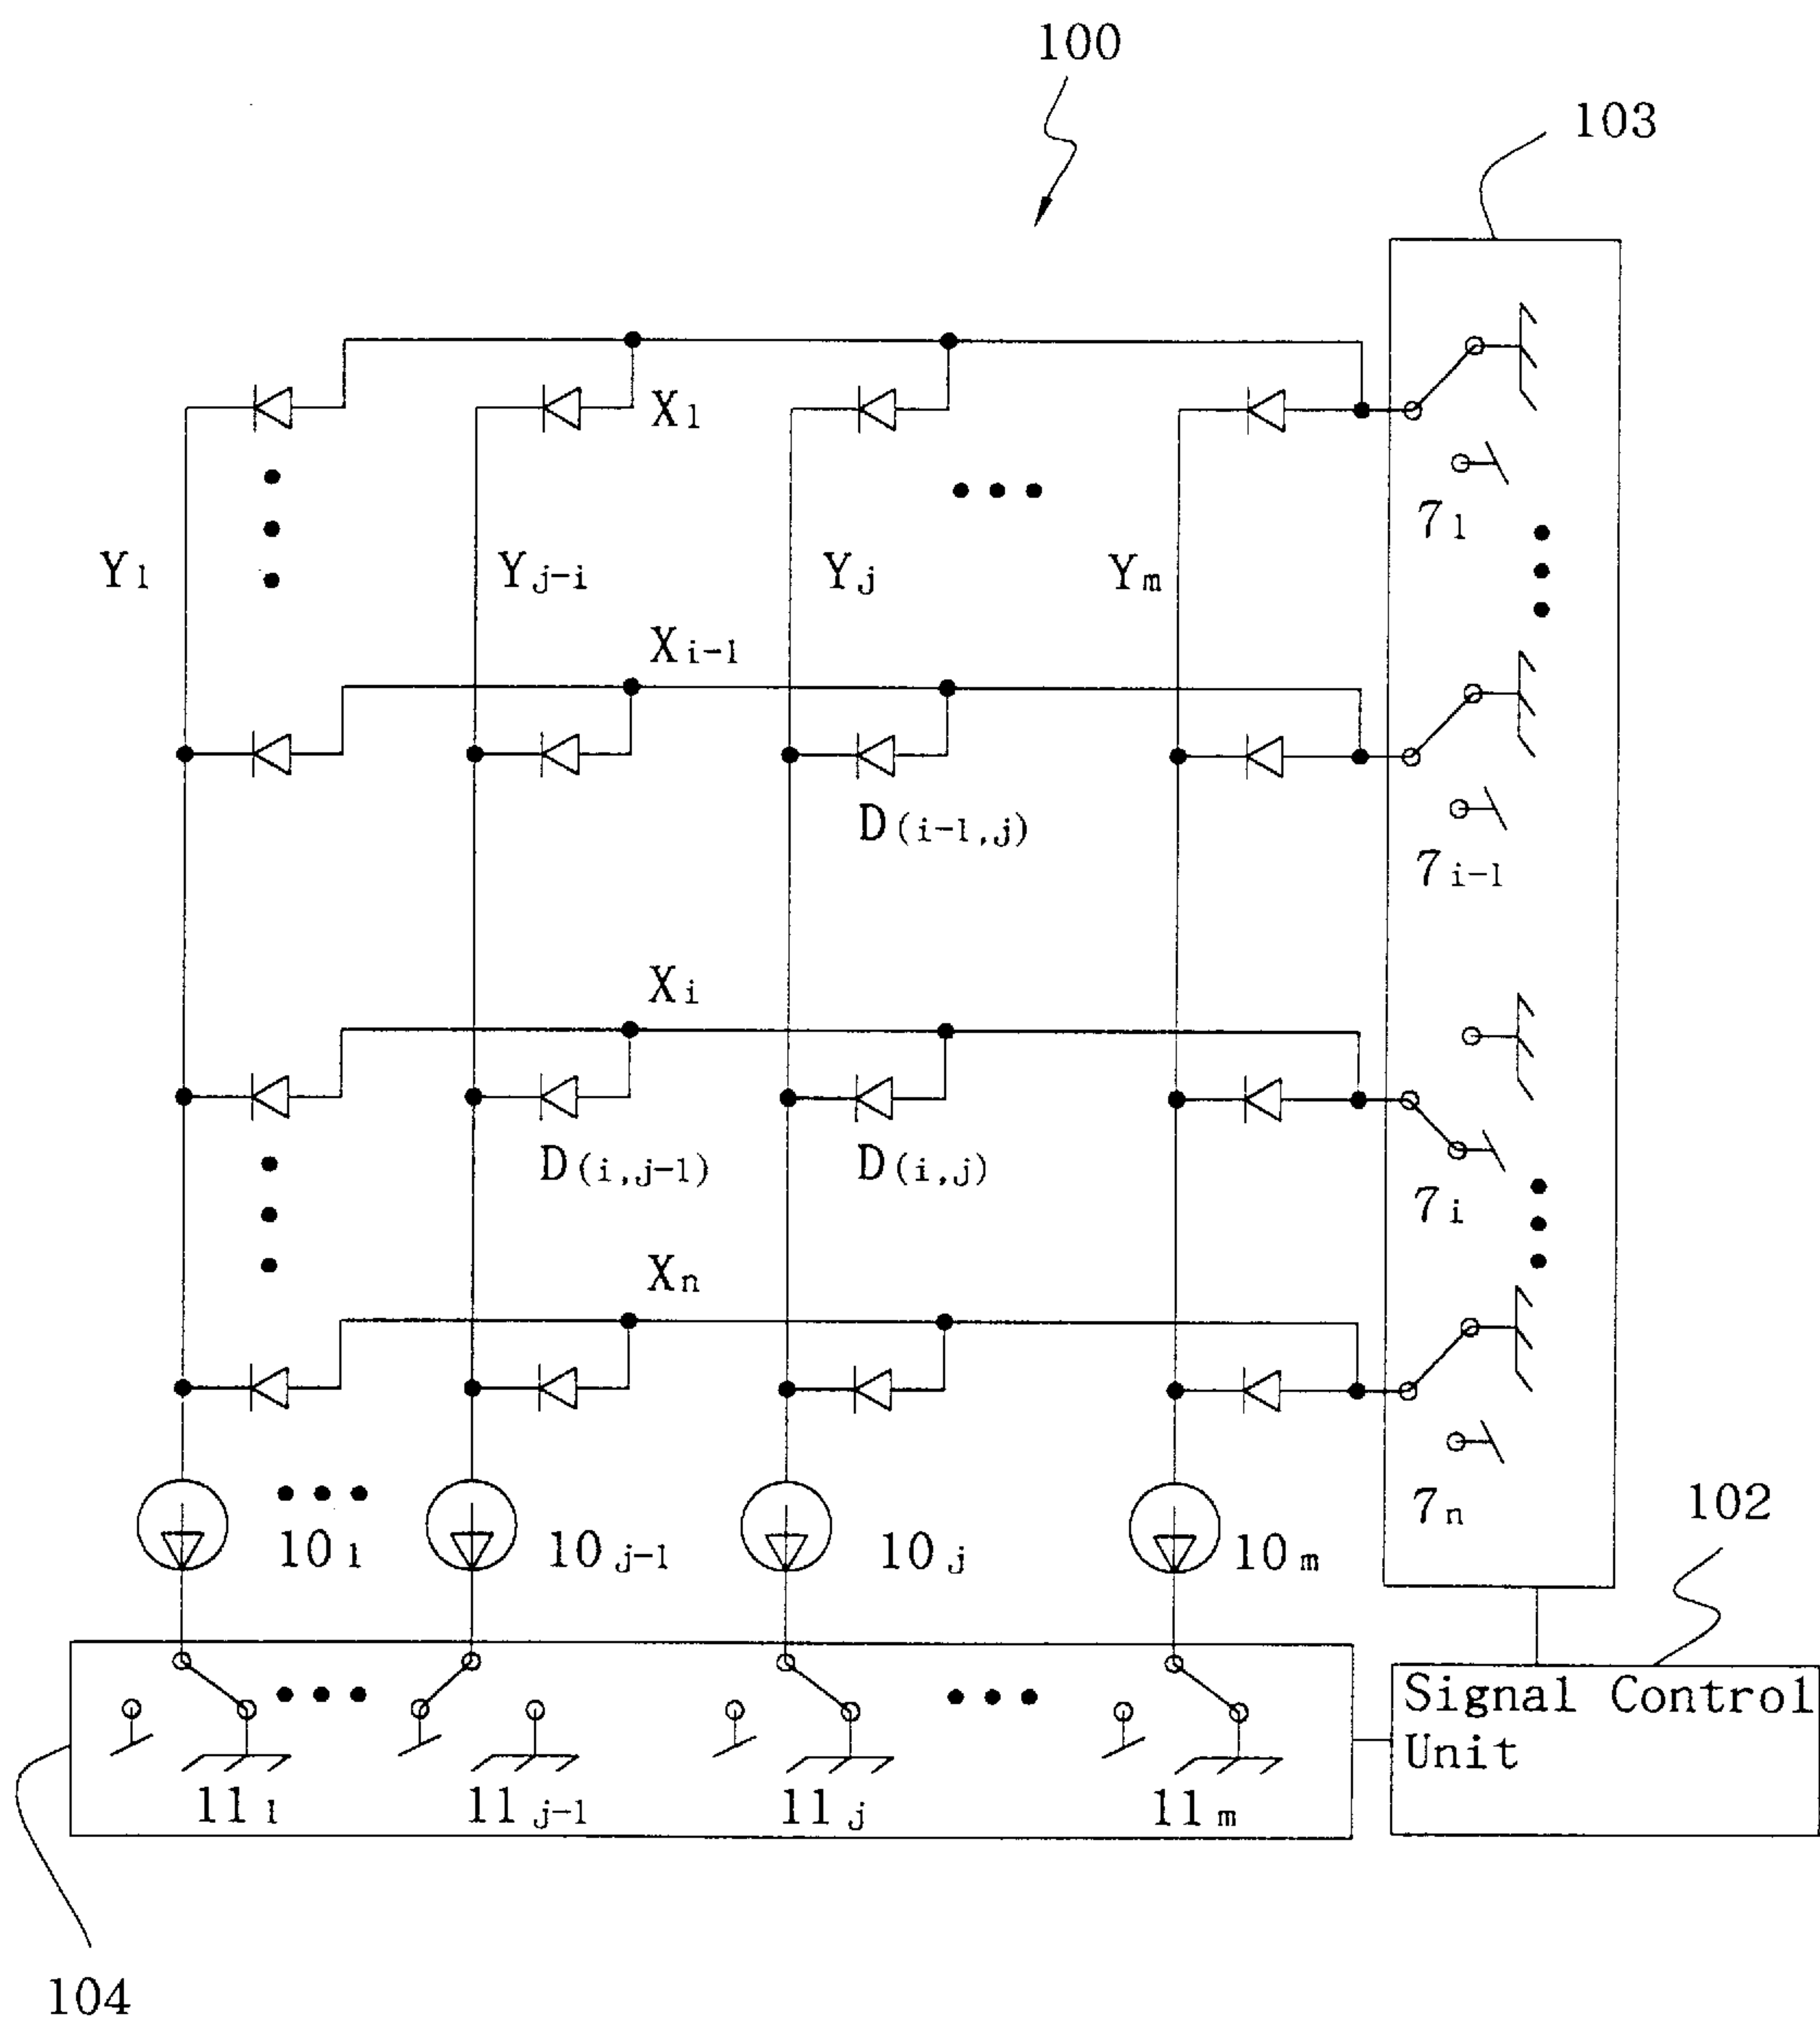 100
103
X1
71
Y1
Yj-i
Yj
Ym
Xi-1
D(i-1,j)
7i-1
Xi
D(i,j-1)
D(i,j)
7i
Xn
7n
102
101
10j-1
10j
10m
Signal Control
Unit
111
11j-1
11j
11m
104